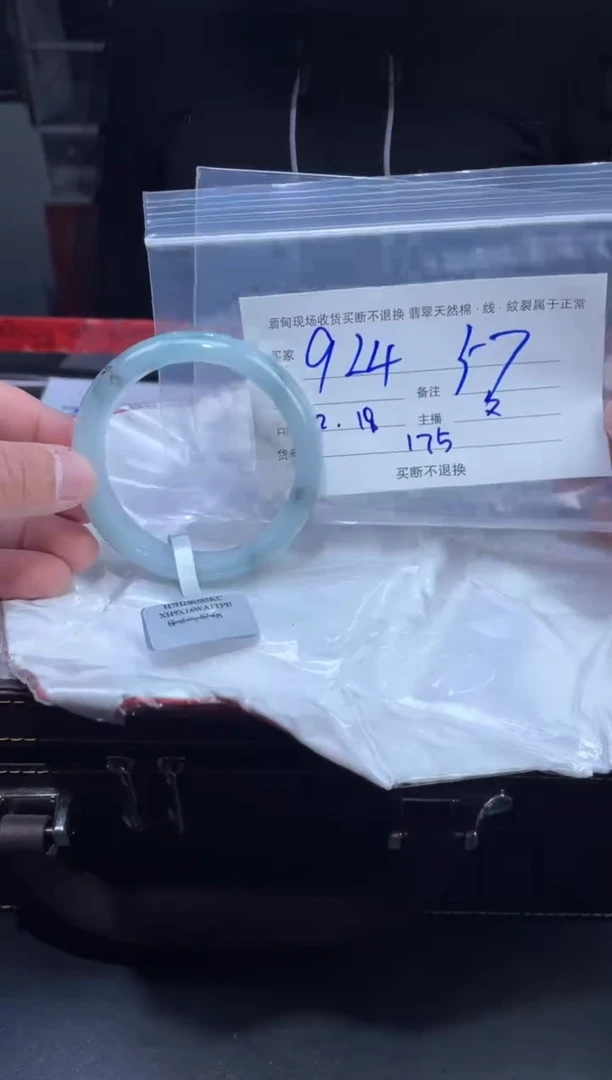 缅甸现场收货买断不退换 翡翠天然棉·线·紋裂属于正常
买家 924 备注 57
2.18 主播
货号 175
买断不退换